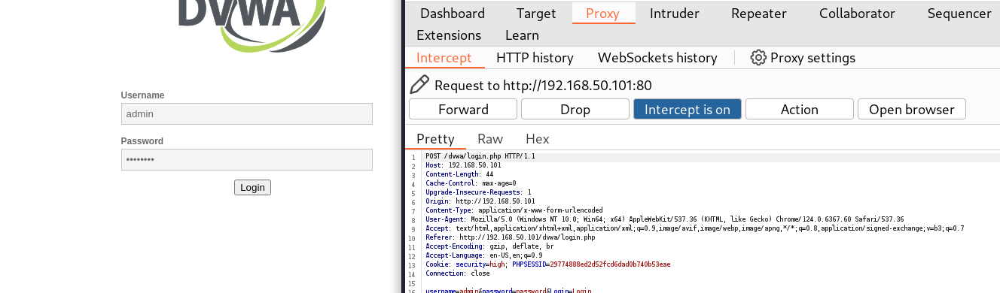 DVWA
Username
admin
Password
••••••••
Login
Dashboard Target Proxy Intruder Repeater Collaborator Sequencer
Extensions Learn
Intercept HTTP history WebSockets history Proxy settings
Request to http://192.168.50.101:80
Forward Drop Intercept is on Action Open browser
Pretty Raw Hex
1 POST /dvwa/login.php HTTP/1.1
2 Host: 192.168.50.101
3 Content-Length: 44
4 Cache-Control: max-age=0
5 Upgrade-Insecure-Requests: 1
6 Origin: http://192.168.50.101
7 Content-Type: application/x-www-form-urlencoded
8 User-Agent: Mozilla/5.0 (Windows NT 10.0; Win64; x64) AppleWebKit/537.36 (KHTML, like Gecko) Chrome/124.0.6367.60 Safari/537.36
9 Accept: text/html,application/xhtml+xml,application/xml;q=0.9,image/avif,image/webp,image/apng,*/*;q=0.8,application/signed-exchange;v=b3;q=0.7
10 Referer: http://192.168.50.101/dvwa/login.php
11 Accept-Encoding: gzip, deflate, br
12 Accept-Language: en-US,en;q=0.9
13 Cookie: security=high; PHPSESSID=29774888ed2d52fcd6dad0b740b53eae
14 Connection: close
15
16 username=admin&password=password&Login=Login